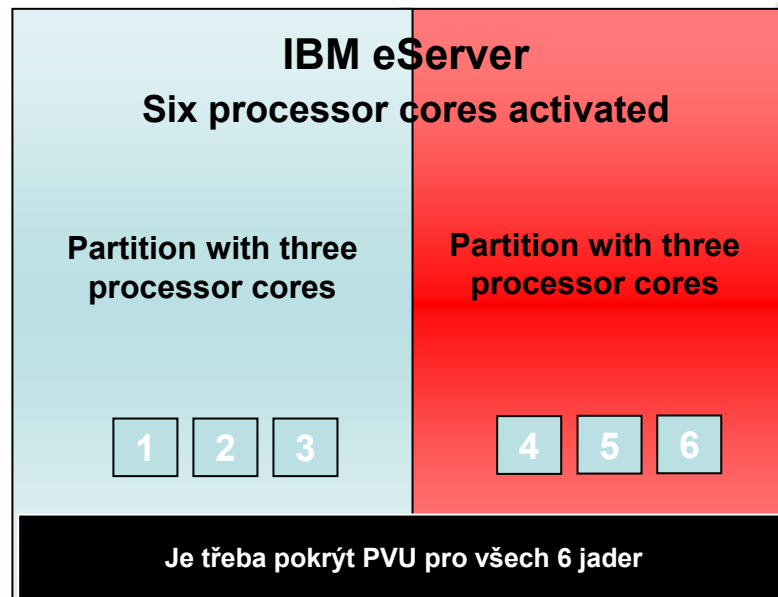 IBM eServer
Six processor cores activated
Partition with three
processor cores
Partition with three
processor cores
1 2 3
4 5 6
Je třeba pokrýt PVU pro všech 6 jader